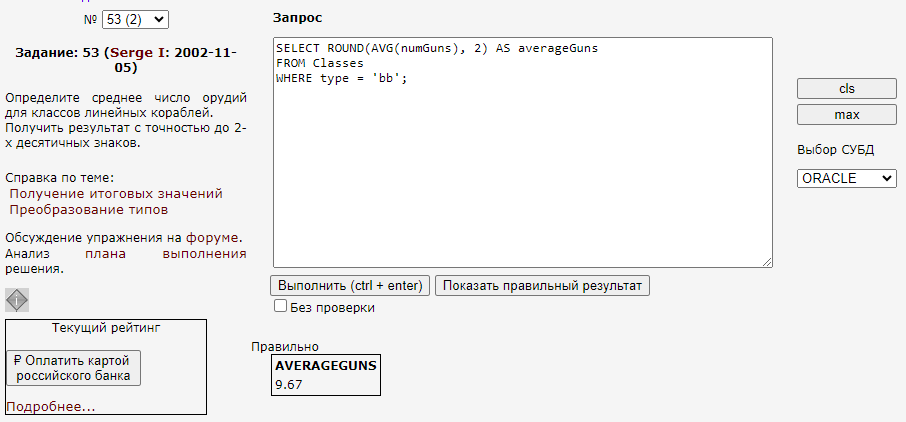 № 53 (2)
Задание: 53 (Serge I: 2002-11-
05)
Определите среднее число орудий
для классов линейных кораблей.
Получить результат с точностью до 2-
х десятичных знаков.
Справка по теме:
Получение итоговых значений
Преобразование типов
Обсуждение упражнения на форуме.
Анализ плана выполнения
решения.
Текущий рейтинг
₽ Оплатить картой
российского банка
Подробнее...
Запрос
SELECT ROUND(AVG(numGuns), 2) AS averageGuns
FROM Classes
WHERE type = 'bb';
Выполнить (ctrl + enter) Показать правильный результат
Без проверки
Правильно
AVERAGEGUNS
9.67
cls
max
Выбор СУБД
ORACLE